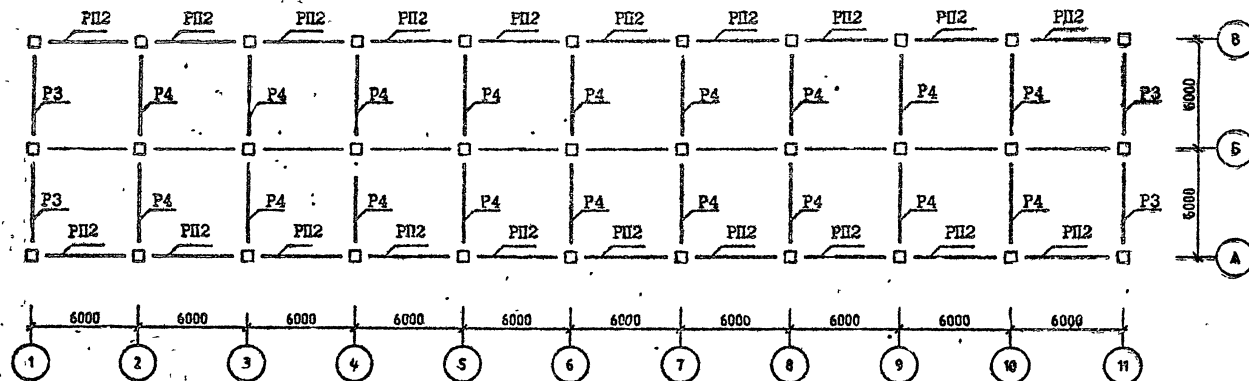 РП2 РП2 РП2 РП2 РП2 РП2 РП2 РП2 РП2 РП2
В
Р3 Р4 Р4 Р4 Р4 Р4 Р4 Р4 Р4 Р4 Р3
6000
Б
Р3 Р4 Р4 Р4 Р4 Р4 Р4 Р4 Р4 Р4 Р3
6000
РП2 РП2 РП2 РП2 РП2 РП2 РП2 РП2 РП2 РП2
А
6000 6000 6000 6000 6000 6000 6000 6000 6000 6000
1 2 3 4 5 6 7 8 9 10 11